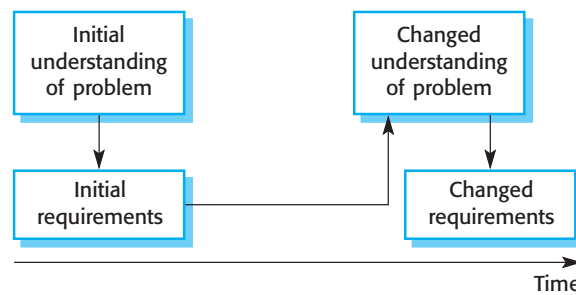 Initial
understanding
of problem
Changed
understanding
of problem
Initial
requirements
Changed
requirements
Time